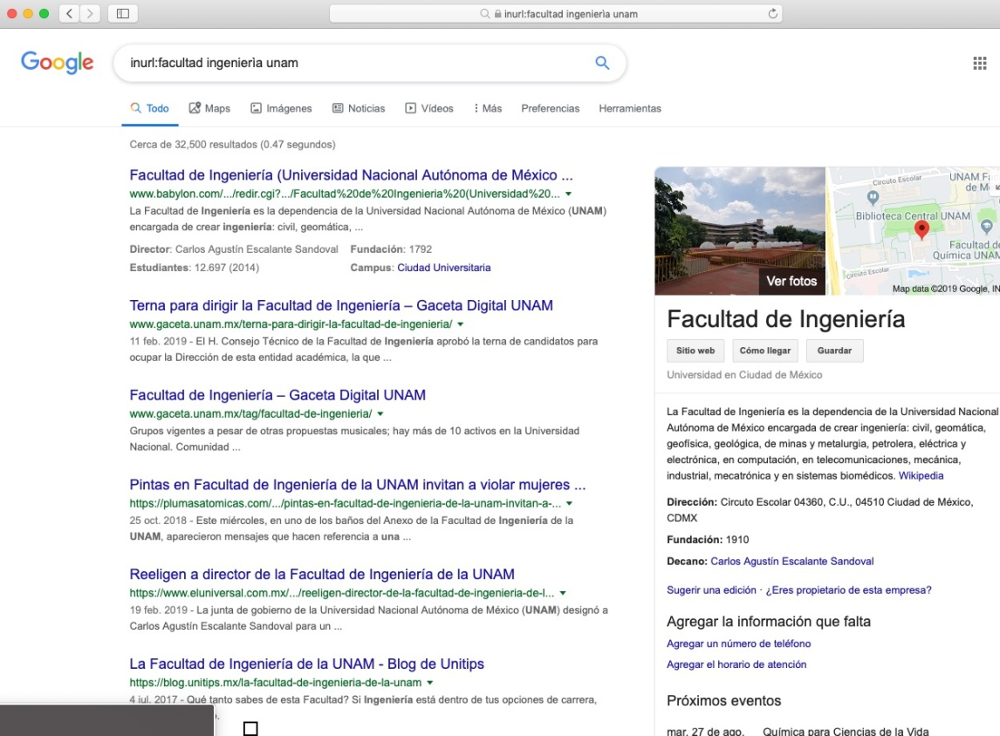 inurl:facultad ingenierìa unam
Google
inurl:facultad ingenierìa unam
Todo Maps Imágenes Noticias Vídeos Más Preferencias Herramientas
Cerca de 32,500 resultados (0.47 segundos)
Facultad de Ingeniería (Universidad Nacional Autónoma de México ...
www.babylon.com/.../redir.cgi?.../Facultad%20de%20Ingenieria%20(Universidad%20...
La Facultad de Ingeniería es la dependencia de la Universidad Nacional Autónoma de México (UNAM)
encargada de crear ingeniería: civil, geomática, ...
Director: Carlos Agustín Escalante Sandoval Fundación: 1792
Estudiantes: 12.697 (2014) Campus: Ciudad Universitaria
Terna para dirigir la Facultad de Ingeniería – Gaceta Digital UNAM
www.gaceta.unam.mx/terna-para-dirigir-la-facultad-de-ingenieria/
11 feb. 2019 - El H. Consejo Técnico de la Facultad de Ingeniería aprobó la terna de candidatos para
ocupar la Dirección de esta entidad académica, la que ...
Facultad de Ingeniería – Gaceta Digital UNAM
www.gaceta.unam.mx/tag/facultad-de-ingenieria/
Grupos vigentes a pesar de otras propuestas musicales; hay más de 10 activos en la Universidad
Nacional. Comunidad ...
Pintas en Facultad de Ingeniería de la UNAM invitan a violar mujeres ...
https://plumasatomicas.com/.../pintas-en-facultad-de-ingenieria-de-la-unam-invitan-a-...
25 oct. 2018 - Este miércoles, en uno de los baños del Anexo de la Facultad de Ingeniería de la
UNAM, aparecieron mensajes que hacen referencia a una ...
Reeligen a director de la Facultad de Ingeniería de la UNAM
https://www.eluniversal.com.mx/.../reeligen-director-de-la-facultad-de-ingenieria-de-l...
19 feb. 2019 - La junta de gobierno de la Universidad Nacional Autónoma de México (UNAM) designó a
Carlos Agustín Escalante Sandoval para un ...
La Facultad de Ingeniería de la UNAM - Blog de Unitips
https://blog.unitips.mx/la-facultad-de-ingenieria-de-la-unam
4 jul. 2017 - Qué tanto sabes de esta Facultad? Si Ingeniería está dentro de tus opciones de carrera,
Ver fotos
Circuito Escolar
UNAM
de
Biblioteca Central UNAM
Facultad de
Química UNAM
Circuito Escolar
Map data ©2019 Google, IN
Facultad de Ingeniería
Sitio web Cómo llegar Guardar
Universidad en Ciudad de México
La Facultad de Ingeniería es la dependencia de la Universidad Nacional
Autónoma de México encargada de crear ingeniería: civil, geomática,
geofísica, geológica, de minas y metalurgia, petrolera, eléctrica y
electrónica, en computación, en telecomunicaciones, mecánica,
industrial, mecatrónica y en sistemas biomédicos. Wikipedia
Dirección: Circuito Escolar 04360, C.U., 04510 Ciudad de México,
CDMX
Fundación: 1910
Decano: Carlos Agustín Escalante Sandoval
Sugerir una edición · ¿Eres propietario de esta empresa?
Agregar la información que falta
Agregar un número de teléfono
Agregar el horario de atención
Próximos eventos
mar, 27 de ago. Química para Ciencias de la Vida